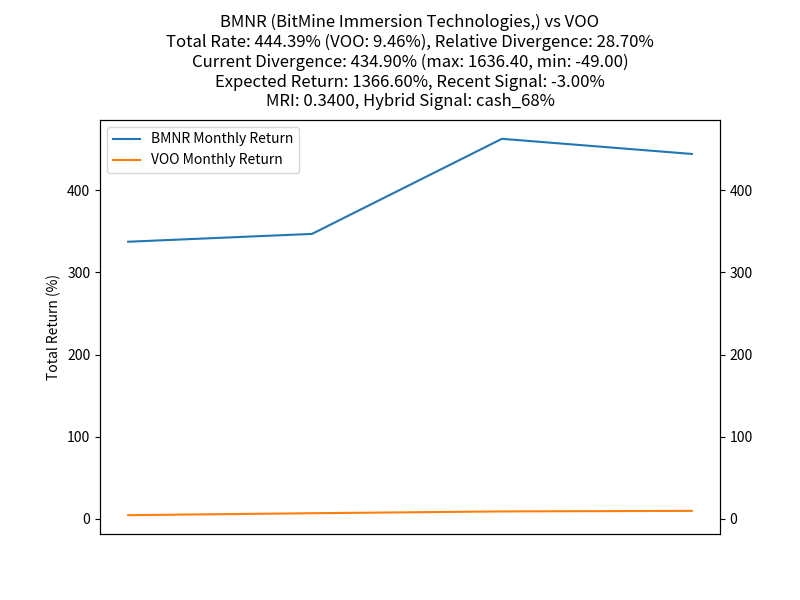 BMNR (BitMine Immersion Technologies,) vs VOO
Total Rate: 444.39% (VOO: 9.46%), Relative Divergence: 28.70%
Current Divergence: 434.90% (max: 1636.40, min: -49.00)
Expected Return: 1366.60%, Recent Signal: -3.00%
MRI: 0.3400, Hybrid Signal: cash_68%
BMNR Monthly Return
VOO Monthly Return
Total Return (%)
400
300
200
100
0
400
300
200
100
0